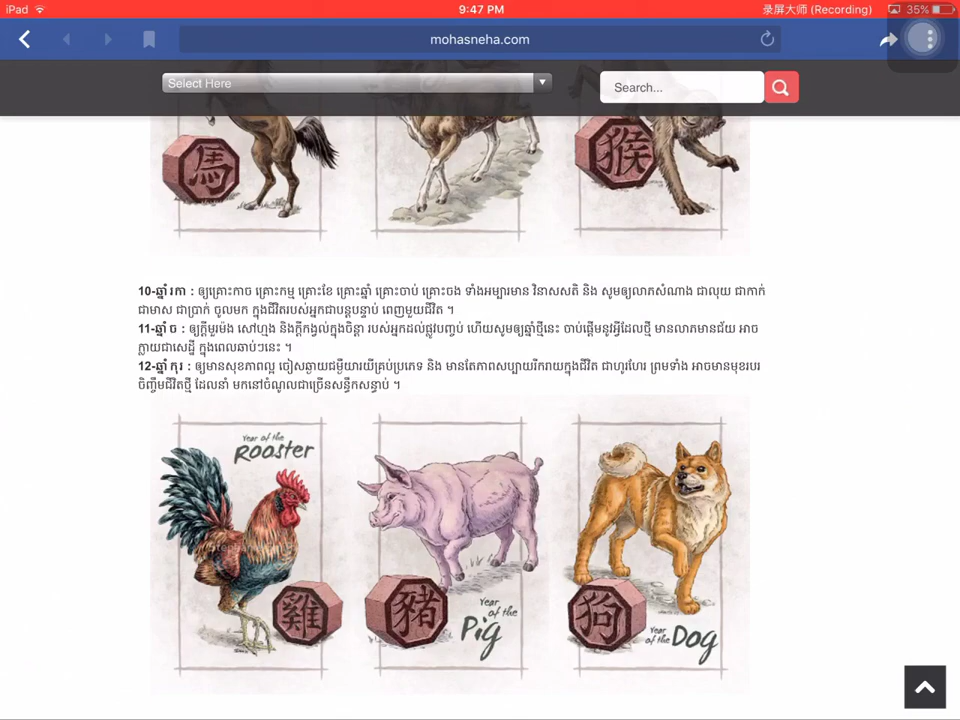 iPad
9:47 PM
录屏大师 (Recording)
35%
mohasneha.com
Select Here
Search...
馬
猴
10-ឆ្នាំរកា : ឲ្យគ្រោះកាច គ្រោះកម្ម គ្រោះខែ គ្រោះឆ្នាំ គ្រោះចាប់ គ្រោះចង ទាំងអម្បារមាន វិនាសសតិ និង សូមឲ្យលាភសំណាង ជាលុយ ជាកាក់
ជាមាស ជាប្រាក់ ចូលមក ក្នុងជីវិតរបស់អ្នកជាបន្តបន្ទាប់ ពេញមួយជីវិត ។
11-ឆ្នាំច : ឲ្យក្តីមួរម៉ង សៅហ្មង និងក្តីកង្វល់ក្នុងចិន្តា របស់អ្នកដល់ផ្លូវបញ្ចប់ ហើយសូមឲ្យឆ្នាំថ្មីនេះ ចាប់ផ្តើមនូវអ្វីដែលថ្មី មានលាភមានជ័យ អាច
ក្លាយជាសេដ្ឋី ក្នុងពេលឆាប់ៗនេះ ។
12-ឆ្នាំកុរ : ឲ្យមានសុខភាពល្អ ចៀសឆ្ងាយជម្ងឺយារយីគ្រប់ប្រភេទ និង មានតែភាពសប្បាយរីករាយក្នុងជីវិត ជាហូរហែរ ព្រមទាំង អាចមានមុខរបរ
ចិញ្ចឹមជីវិតថ្មី ដែលនាំ មកនៅចំណូលជាច្រើនសន្ធឹកសន្ធាប់ ។
Year of the
Rooster
雞
豬
Year
of the
Pig
狗
Year
of the
Dog